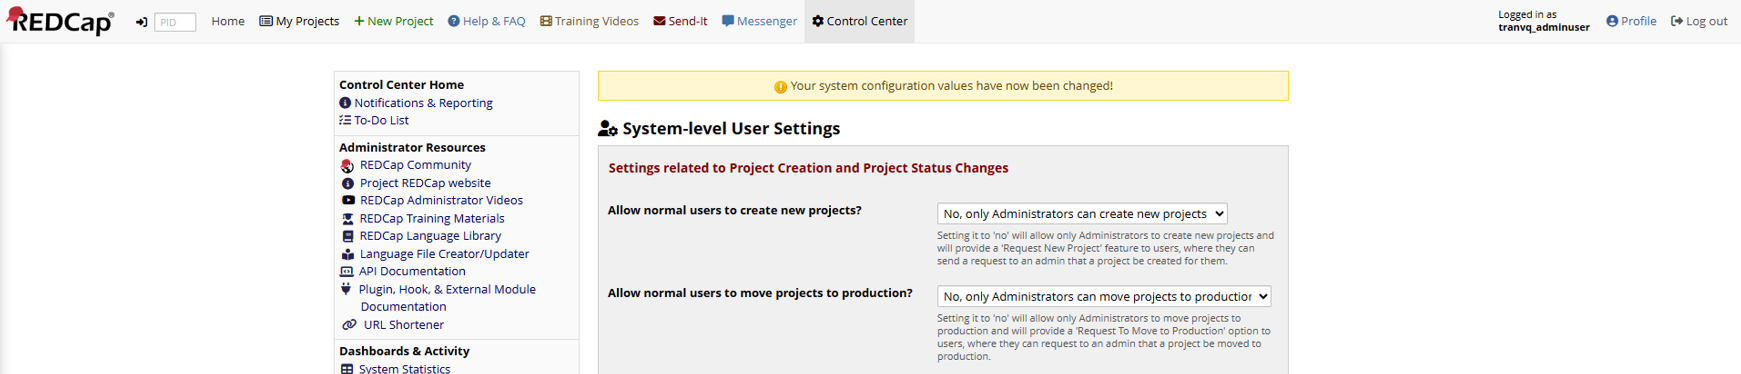 REDCap®
PID
Home
My Projects
+ New Project
Help & FAQ
Training Videos
Send-It
Messenger
Control Center
Logged in as
tranvq_adminuser
Profile
Log out
Control Center Home
Notifications & Reporting
To-Do List
Administrator Resources
REDCap Community
Project REDCap website
REDCap Administrator Videos
REDCap Training Materials
REDCap Language Library
Language File Creator/Updater
API Documentation
Plugin, Hook, & External Module
Documentation
URL Shortener
Dashboards & Activity
System Statistics
Your system configuration values have now been changed!
System-level User Settings
Settings related to Project Creation and Project Status Changes
Allow normal users to create new projects?
No, only Administrators can create new projects
Setting it to 'no' will allow only Administrators to create new projects and
will provide a 'Request New Project' feature to users, where they can
send a request to an admin that a project be created for them.
Allow normal users to move projects to production?
No, only Administrators can move projects to production
Setting it to 'no' will allow only Administrators to move projects to
production and will provide a 'Request To Move to Production' option to
users, where they can request to an admin that a project be moved to
production.